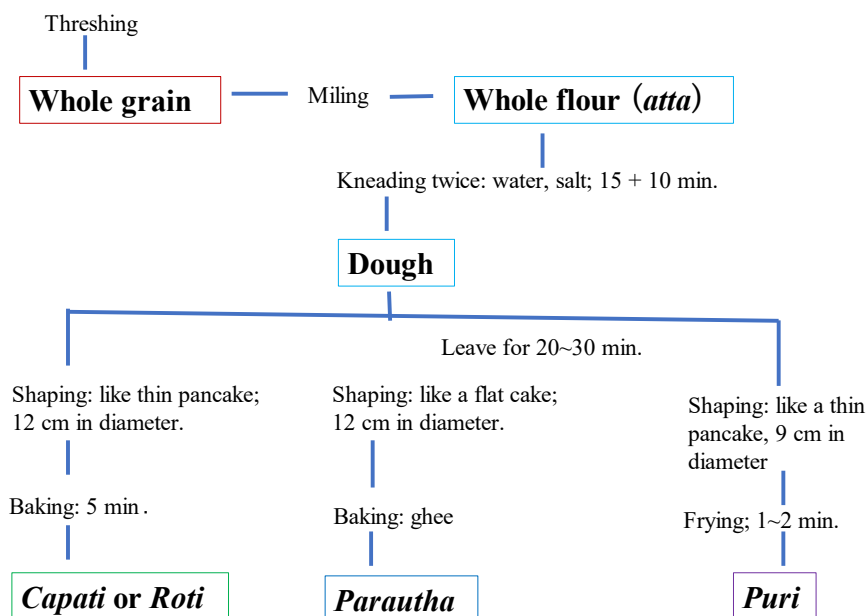 Threshing
Whole grain
Miling
Whole flour (atta)
Kneading twice: water, salt; 15 + 10 min.
Dough
Leave for 20~30 min.
Shaping: like thin pancake;
12 cm in diameter.
Shaping: like a flat cake;
12 cm in diameter.
Shaping: like a thin
pancake, 9 cm in
diameter
Baking: 5 min.
Baking: ghee
Frying; 1~2 min.
Capati or Roti
Parautha
Puri